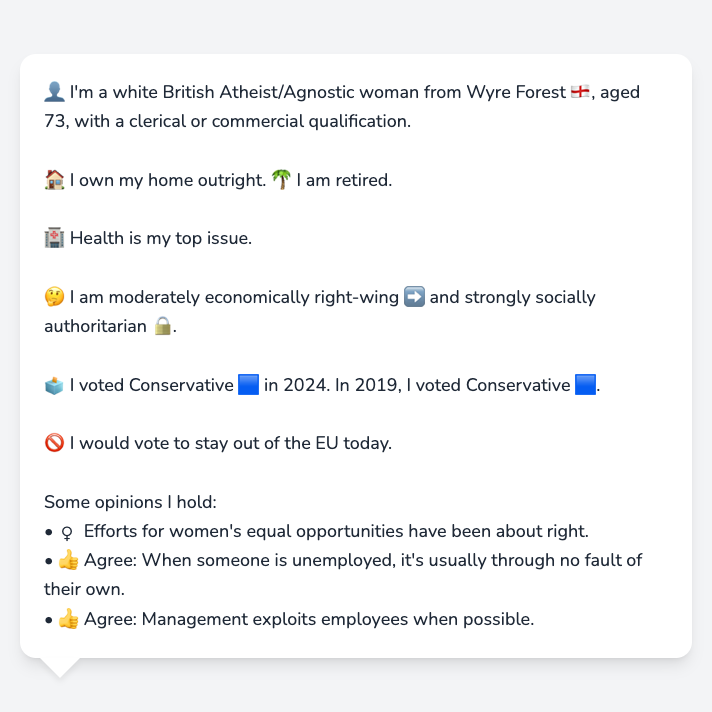 👤 I'm a white British Atheist/Agnostic woman from Wyre Forest 🏴󠁧󠁢󠁥󠁮󠁧󠁿, aged
73, with a clerical or commercial qualification.
🏠 I own my home outright. 🌴 I am retired.
🏥 Health is my top issue.
🤔 I am moderately economically right-wing ➡️ and strongly socially
authoritarian 🔒.
🗳️ I voted Conservative 🟦 in 2024. In 2019, I voted Conservative 🟦.
🚫 I would vote to stay out of the EU today.
Some opinions I hold:
• ♀ Efforts for women's equal opportunities have been about right.
• 👍 Agree: When someone is unemployed, it's usually through no fault of
their own.
• 👍 Agree: Management exploits employees when possible.